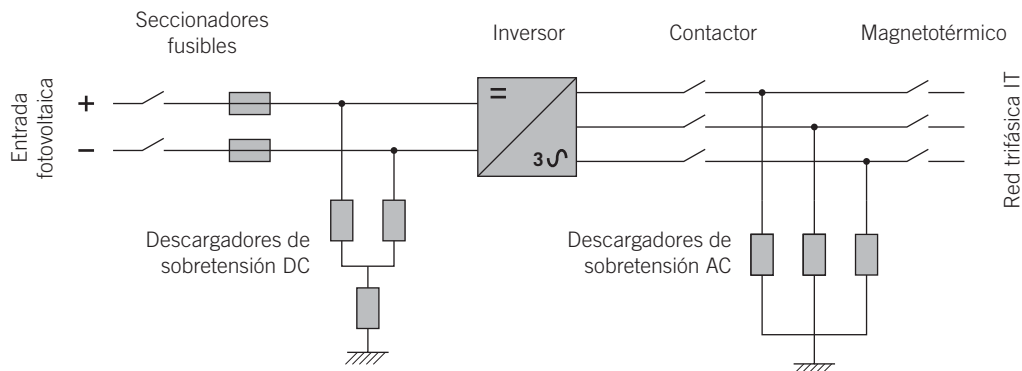 Seccionadores
fusibles
Inversor
Contactor
Magnetotérmico
Entrada
fotovoltaica
+
−
=
3
Red trifásica IT
Descargadores de
sobretensión DC
Descargadores de
sobretensión AC